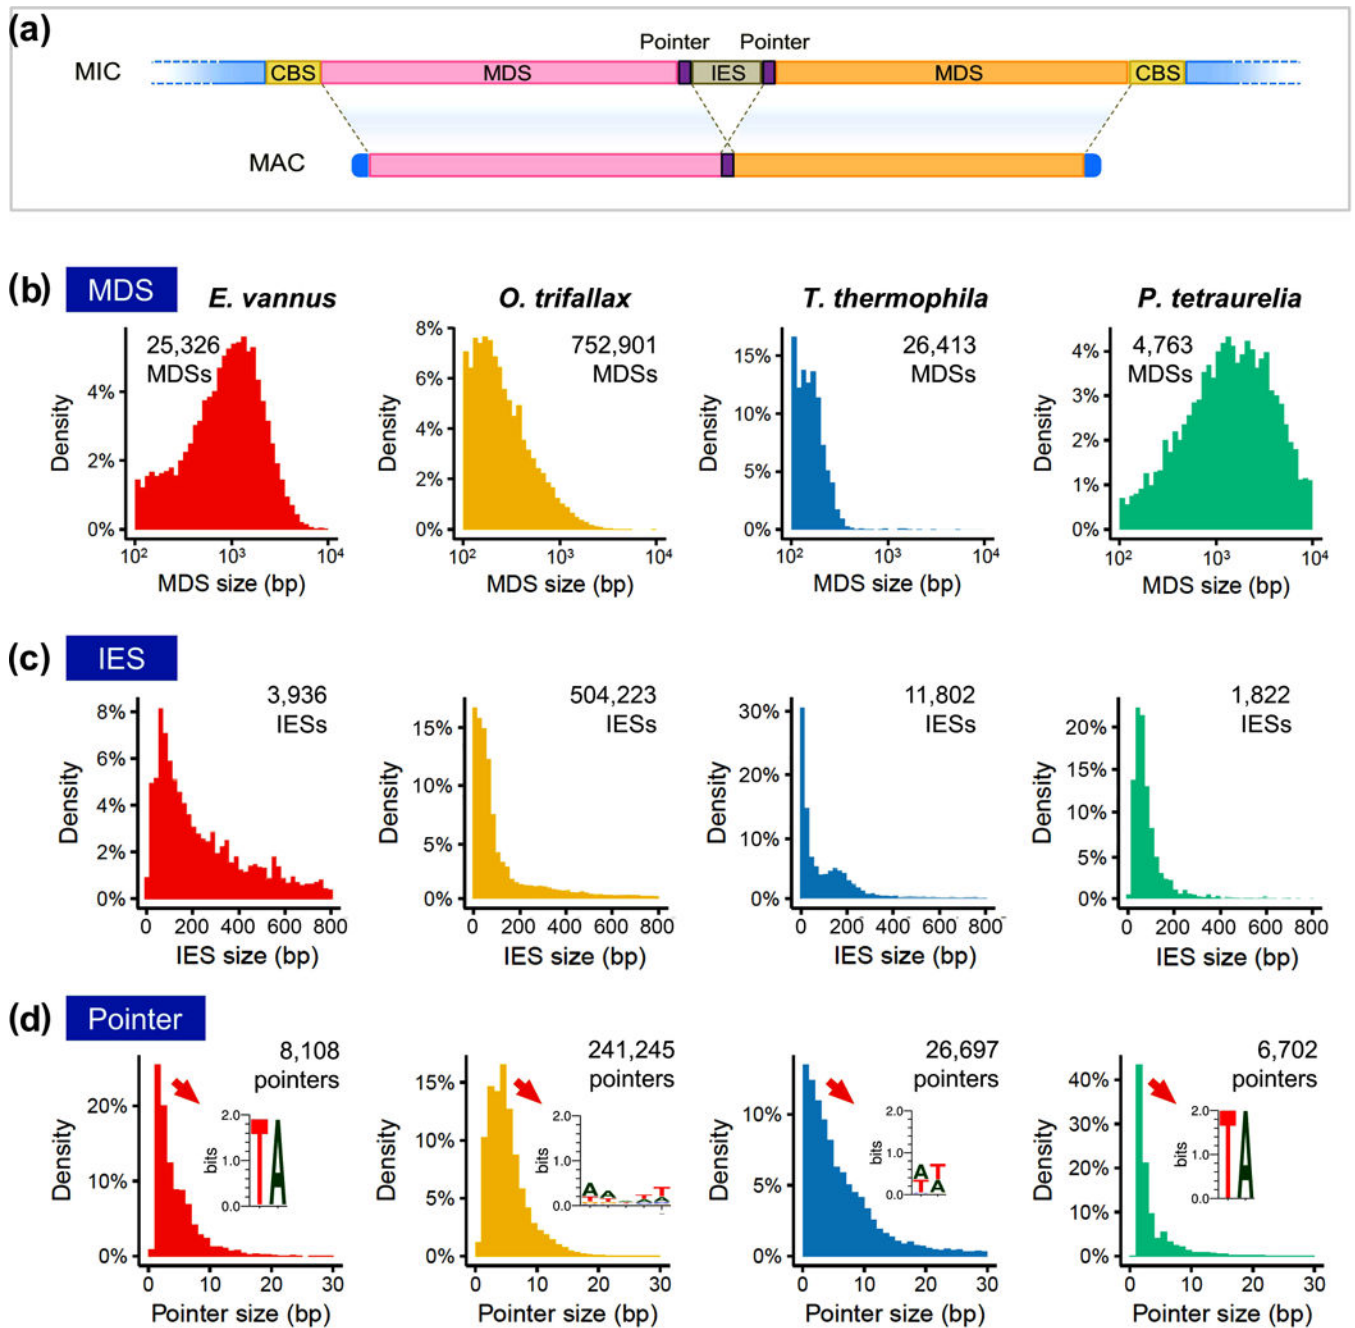 (a)
Pointer Pointer
MIC CBS MDS IES MDS CBS
MAC
(b) MDS E. vannus O. trifallax T. thermophila P. tetraurelia
25,326
MDSs
4%
2%
0%
Density
10² 10³ 10⁴
MDS size (bp)
752,901
MDSs
8%
6%
4%
2%
0%
Density
10² 10³ 10⁴
MDS size (bp)
26,413
MDSs
15%
10%
5%
0%
Density
10² 10³ 10⁴
MDS size (bp)
4,763
MDSs
4%
3%
2%
1%
0%
Density
10² 10³ 10⁴
MDS size (bp)
(c) IES
3,936
IESs
8%
6%
4%
2%
0%
Density
0 200 400 600 800
IES size (bp)
504,223
IESs
15%
10%
5%
0%
Density
0 200 400 600 800
IES size (bp)
11,802
IESs
30%
20%
10%
0%
Density
0 200 400 600 800
IES size (bp)
1,822
IESs
20%
15%
10%
5%
0%
Density
0 200 400 600 800
IES size (bp)
(d) Pointer
8,108
pointers
20%
10%
0%
Density
2.0
1.0
0.0
bits
TA
0 10 20 30
Pointer size (bp)
241,245
pointers
15%
10%
5%
0%
Density
2.0
1.0
0.0
bits
0 10 20 30
Pointer size (bp)
26,697
pointers
10%
5%
0%
Density
2.0
1.0
0.0
bits
AT
TA
0 10 20 30
Pointer size (bp)
6,702
pointers
40%
30%
20%
10%
0%
Density
2.0
1.0
0.0
bits
TA
0 10 20 30
Pointer size (bp)